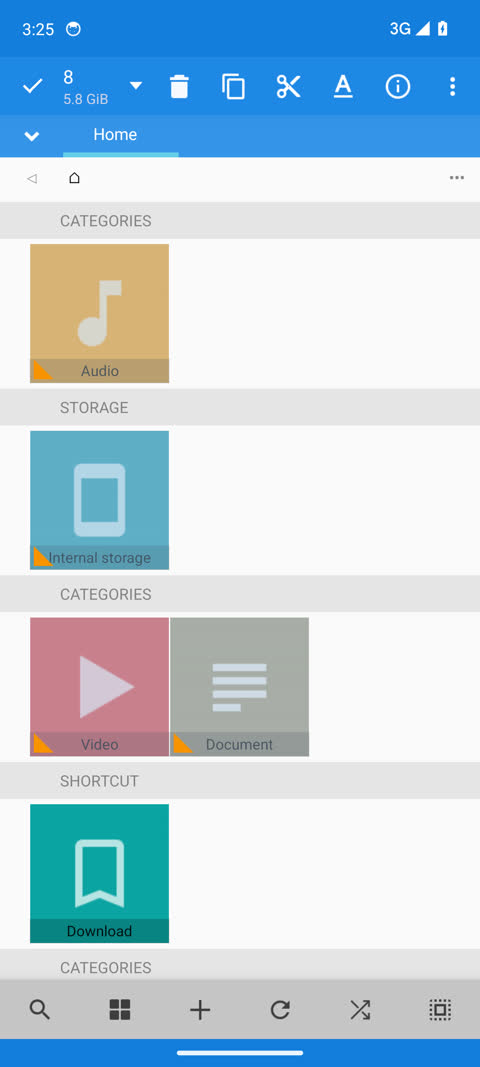 3:25
3G
8
5.8 GiB
Home
CATEGORIES
Audio
STORAGE
Internal storage
CATEGORIES
Video
Document
SHORTCUT
Download
CATEGORIES